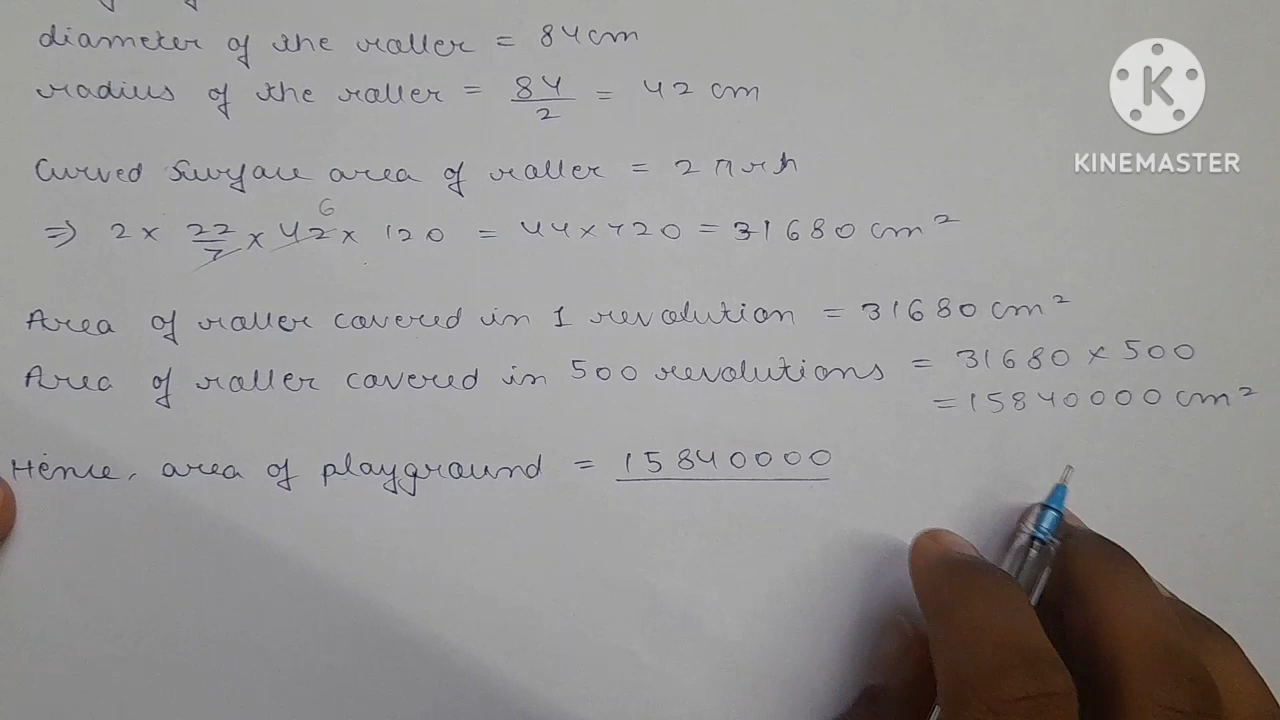 diameter of the roller = 84 cm
radius of the roller = 84/2 = 42 cm
K
KINEMASTER
Curved Surface area of roller = 2πrh
6
⇒ 2 × 22/7 × 42 × 120 = 44 × 720 = 31680 cm²
Area of roller covered in 1 revolution = 31680 cm²
Area of roller covered in 500 revolutions = 31680 × 500
= 15840000 cm²
Hence, area of playground = 15840000